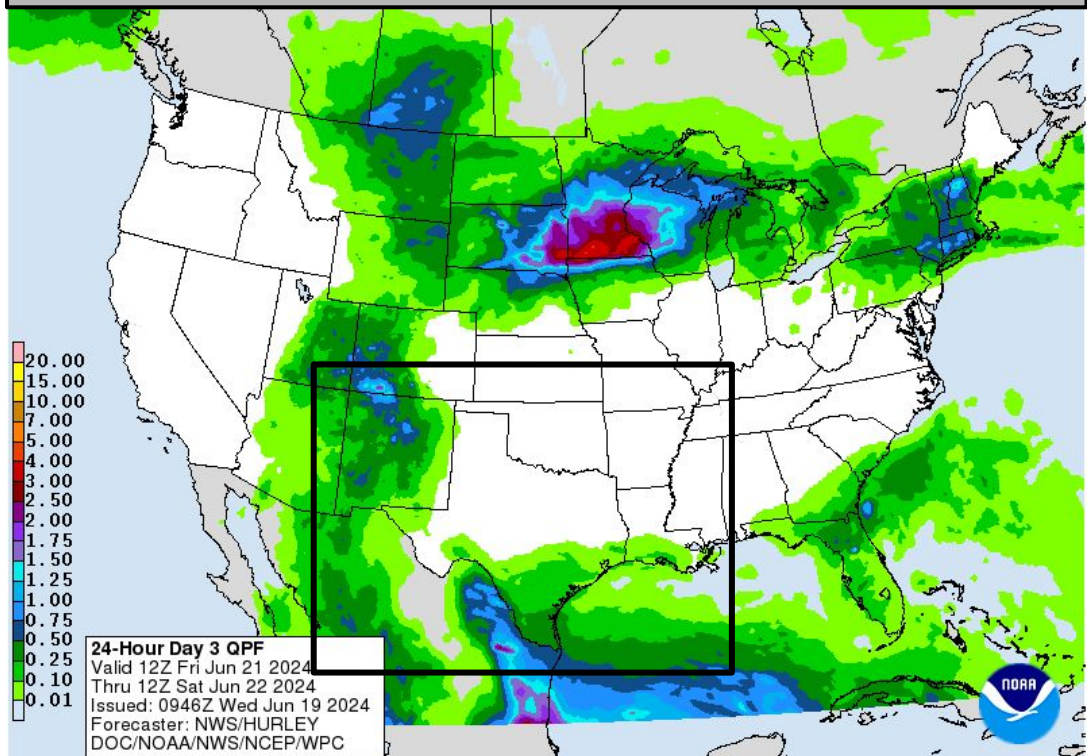 20.00
15.00
10.00
7.00
5.00
4.00
3.00
2.50
2.00
1.75
1.50
1.25
1.00
0.75
0.50
0.25
0.10
0.01
24-Hour Day 3 QPF
Valid 12Z Fri Jun 21 2024
Thru 12Z Sat Jun 22 2024
Issued: 0946Z Wed Jun 19 2024
Forecaster: NWS/HURLEY
DOC/NOAA/NWS/NCEP/WPC
NOAA